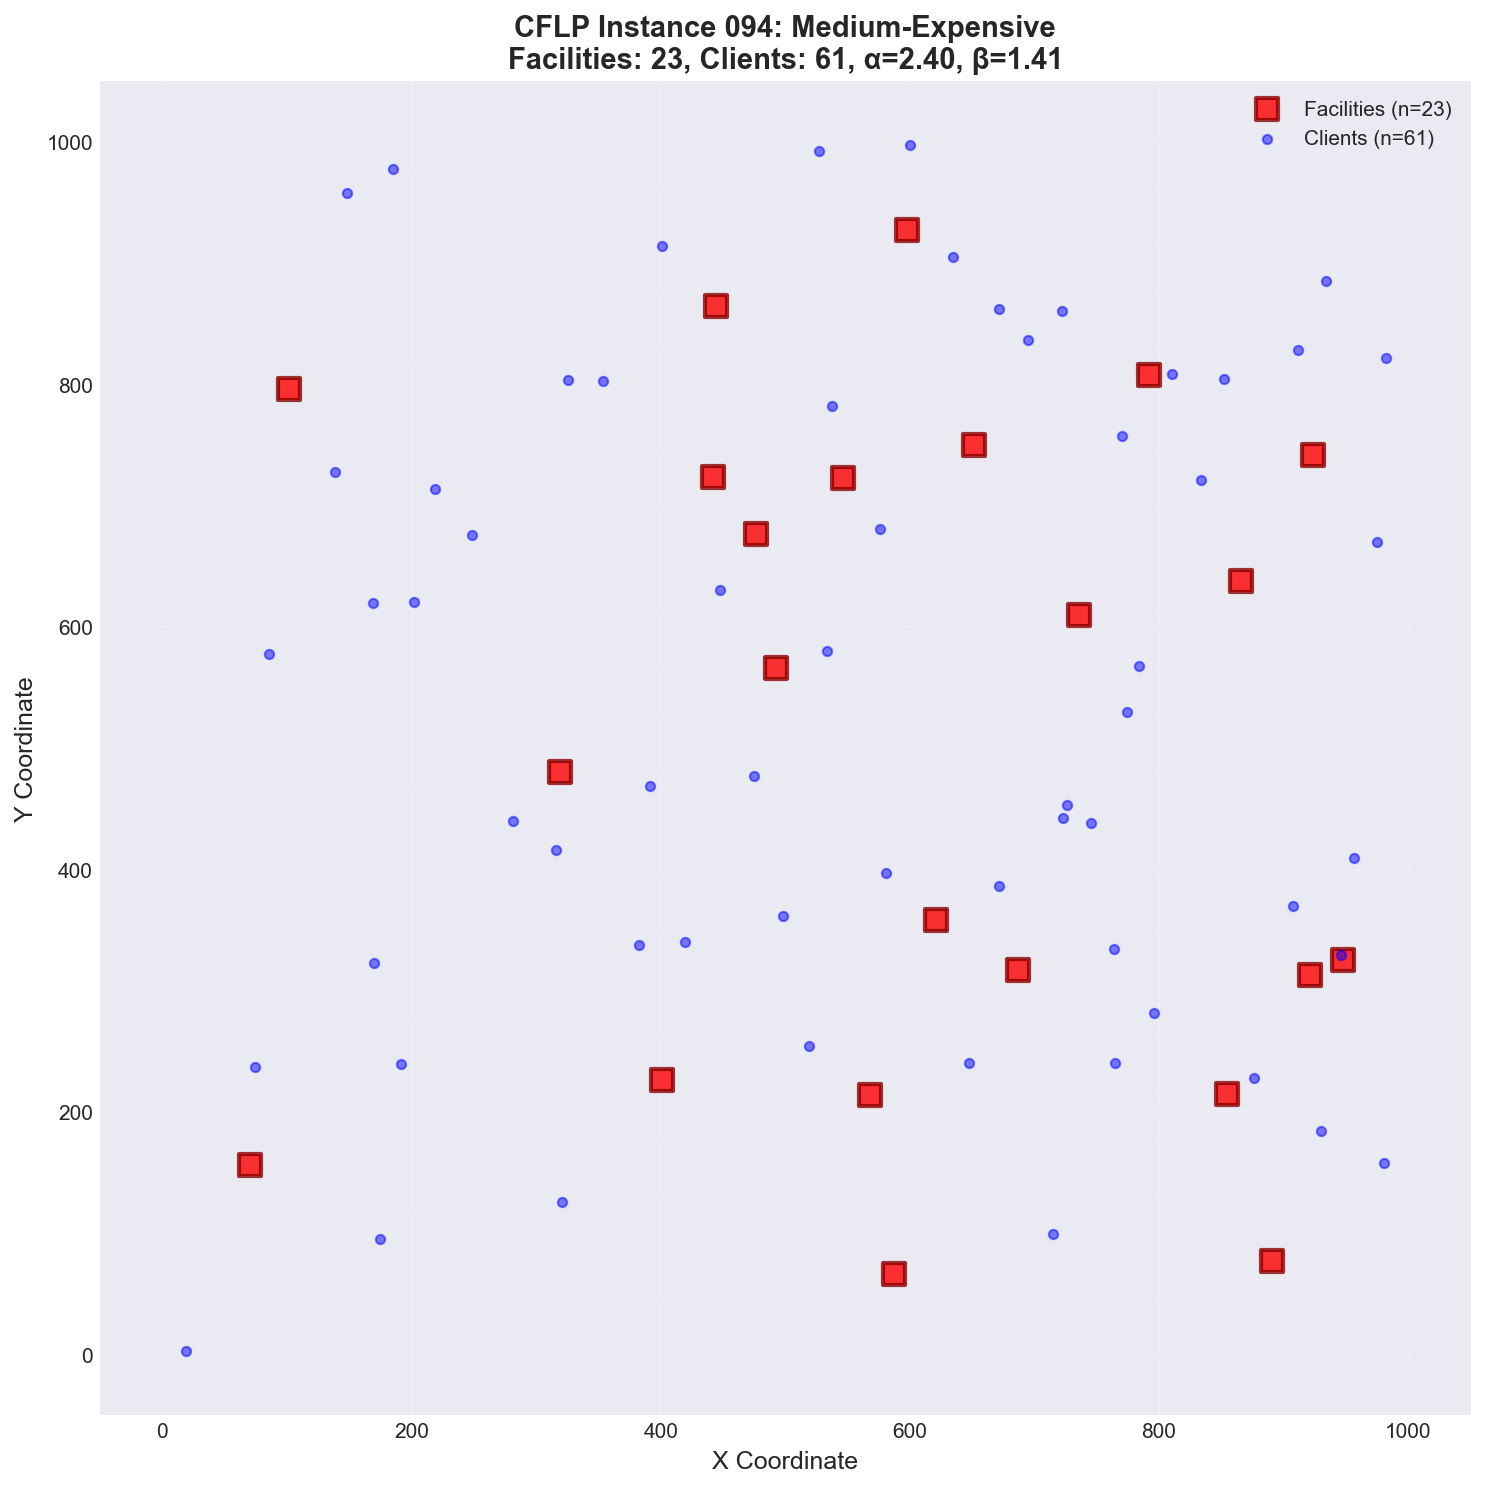 CFLP Instance 094: Medium-Expensive
Facilities: 23, Clients: 61, α=2.40, β=1.41
Facilities (n=23)
Clients (n=61)
1000
800
600
400
200
0
Y Coordinate
0 200 400 600 800 1000
X Coordinate